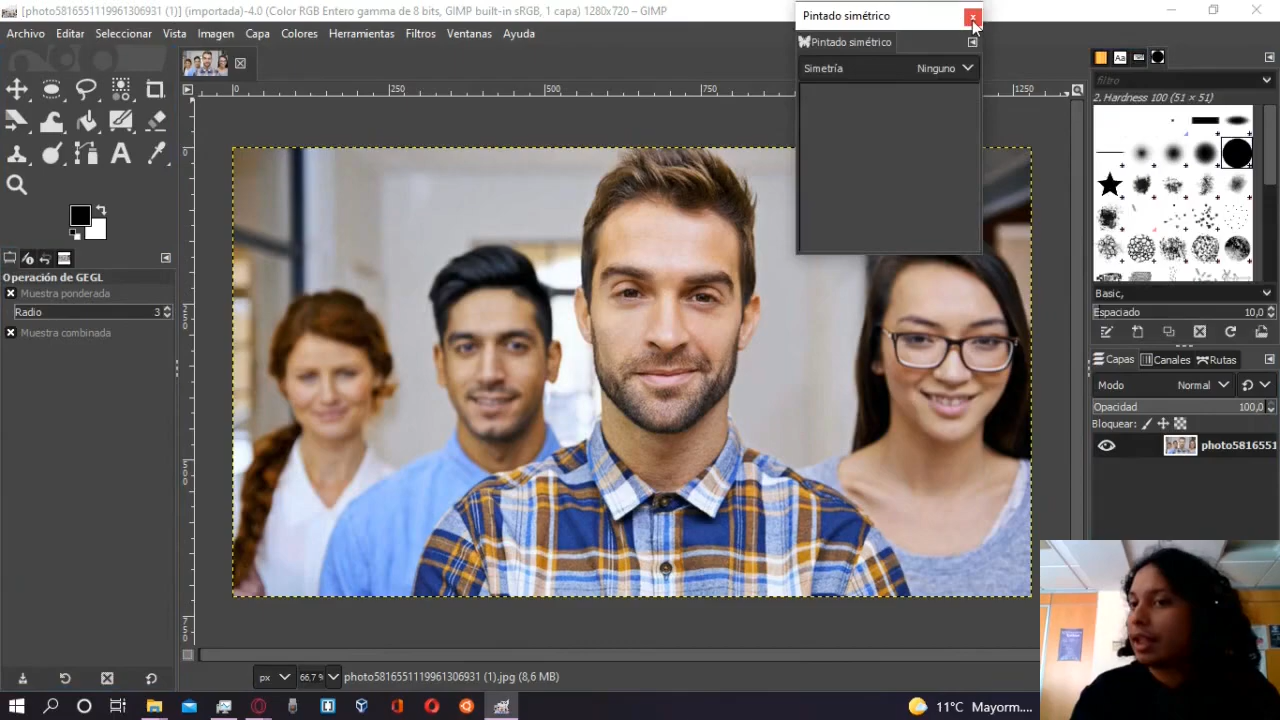 [photo5816551119961306931 (1)] (importada)-4.0 (Color RGB Entero gamma de 8 bits, GIMP built-in sRGB, 1 capa) 1280x720 – GIMP
Pintado simétrico
x
Archivo Editar Seleccionar Vista Imagen Capa Colores Herramientas Filtros Ventanas Ayuda
Pintado simétrico
Simetría Ninguno
filtro
2. Hardness 100 (51 × 51)
0 250 500 750 1250
0
250
500
750
Operación de GEGL
Muestra ponderada
Radio 3
Muestra combinada
Basic,
Espaciado 10,0
Capas Canales Rutas
Modo Normal
Opacidad 100,0
Bloquear:
photo5816551
px 66,7 % photo5816551119961306931 (1).jpg (8,6 MB)
11°C Mayorm....